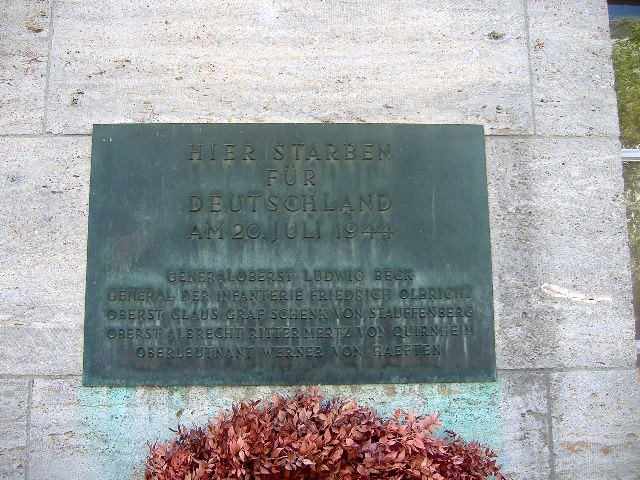 HIER STARBEN
FÜR
DEUTSCHLAND
AM 20. JULI 1944
GENERALOBERST LUDWIG BECK
GENERAL DER INFANTERIE FRIEDRICH OLBRICHT
OBERST CLAUS GRAF SCHENK VON STAUFFENBERG
OBERST ALBRECHT RITTER MERTZ VON QUIRNHEIM
OBERLEUTNANT WERNER VON HAEFTEN